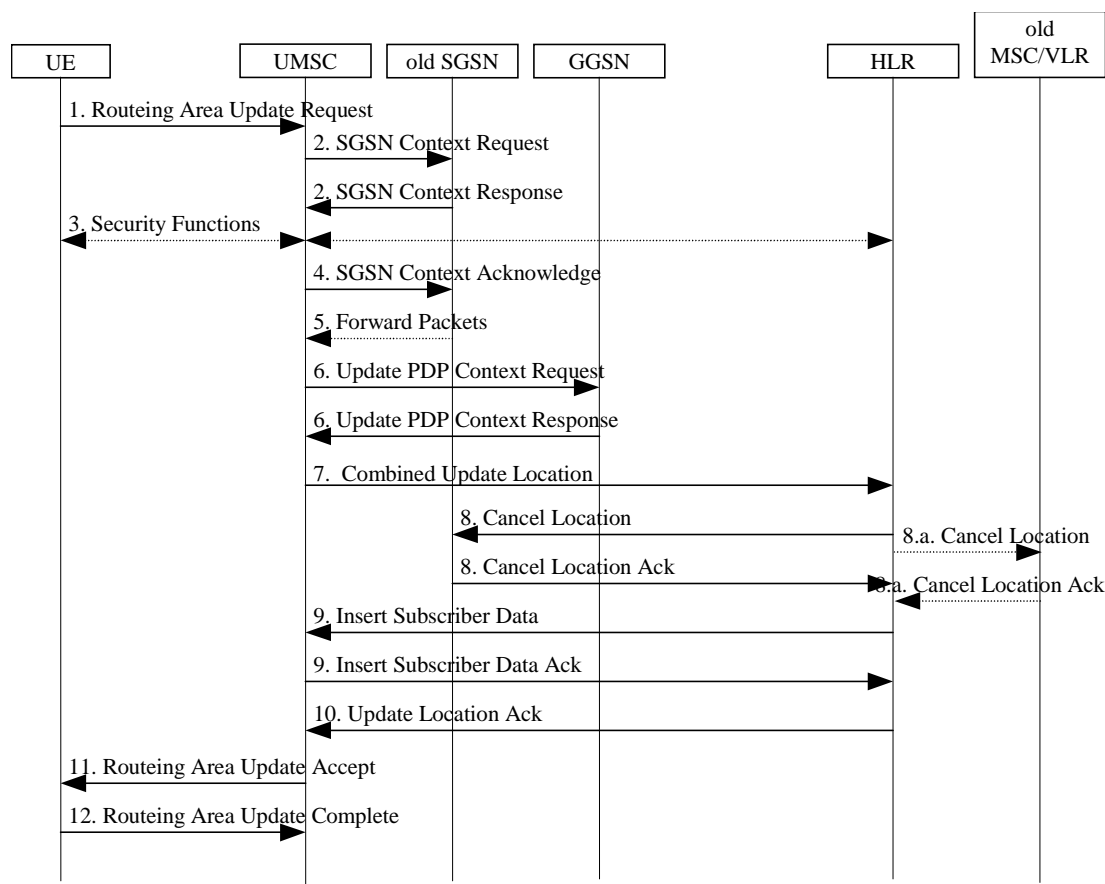 old
MSC/VLR
UE
UMSC
old SGSN
GGSN
HLR
1. Routeing Area Update Request
2. SGSN Context Request
2. SGSN Context Response
3. Security Functions
4. SGSN Context Acknowledge
5. Forward Packets
6. Update PDP Context Request
6. Update PDP Context Response
7. Combined Update Location
8. Cancel Location
8.a. Cancel Location
8. Cancel Location Ack
8.a. Cancel Location Ack
9. Insert Subscriber Data
9. Insert Subscriber Data Ack
10. Update Location Ack
11. Routeing Area Update Accept
12. Routeing Area Update Complete